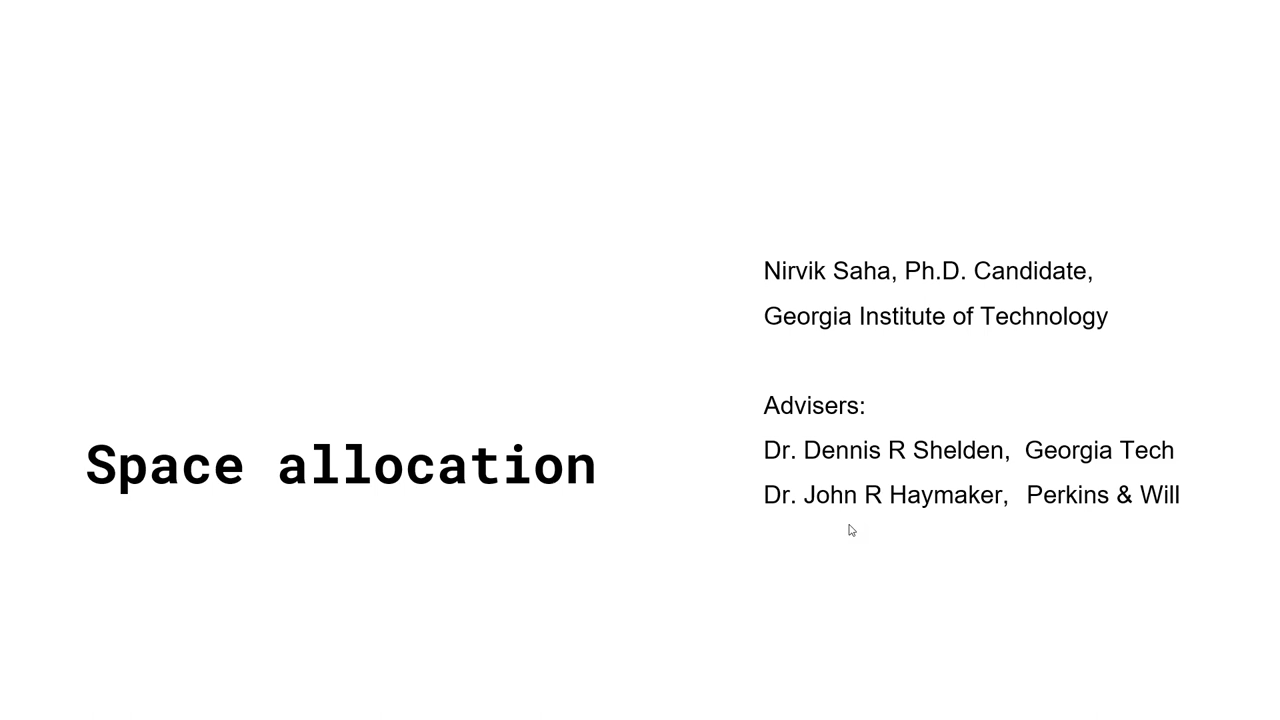 Space allocation
Nirvik Saha, Ph.D. Candidate,
Georgia Institute of Technology
Advisers:
Dr. Dennis R Shelden, Georgia Tech
Dr. John R Haymaker, Perkins & Will